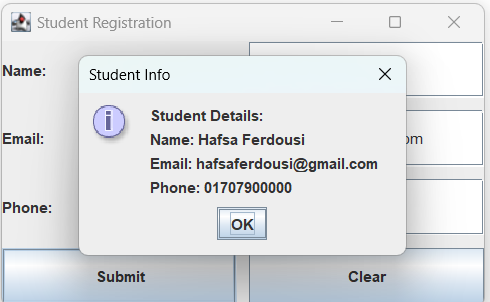 Student Registration
Student Info
Name:
Student Details:
Name: Hafsa Ferdousi
Email: hafsaferdousi@gmail.com
Phone: 01707900000
OK
Email:
om
Phone:
Submit
Clear